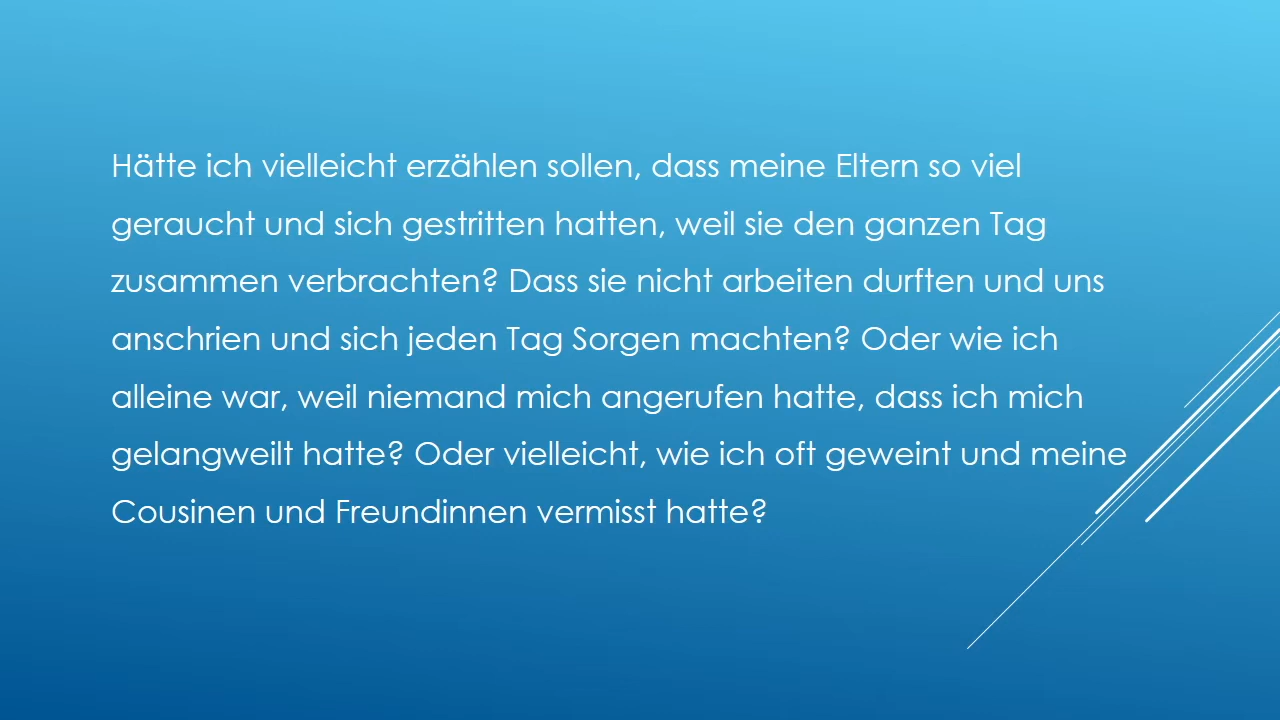 Hätte ich vielleicht erzählen sollen, dass meine Eltern so viel
geraucht und sich gestritten hatten, weil sie den ganzen Tag
zusammen verbrachten? Dass sie nicht arbeiten durften und uns
anschrien und sich jeden Tag Sorgen machten? Oder wie ich
alleine war, weil niemand mich angerufen hatte, dass ich mich
gelangweilt hatte? Oder vielleicht, wie ich oft geweint und meine
Cousinen und Freundinnen vermisst hatte?